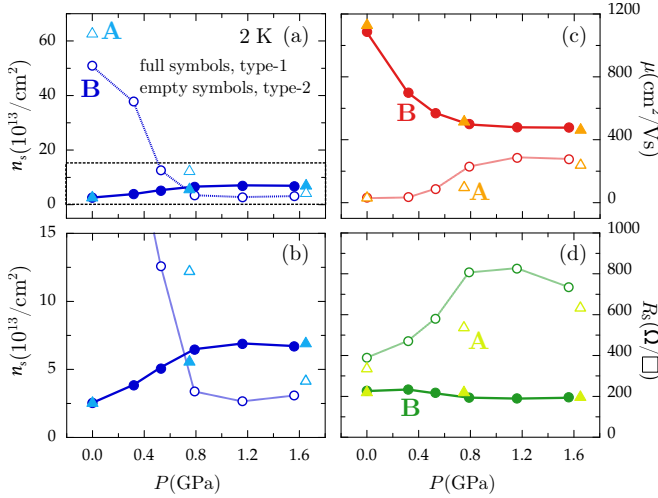 60
40
20
0
n_s(10^13/cm^2)
A
B
2 K
(a)
full symbols, type-1
empty symbols, type-2
(c)
B
A
1200
800
400
0
μ(cm^2/Vs)
15
10
5
0
n_s(10^13/cm^2)
(b)
0.0 0.4 0.8 1.2 1.6
P(GPa)
(d)
A
B
1000
800
600
400
200
0
R_S(Ω/□)
0.0 0.4 0.8 1.2 1.6
P(GPa)